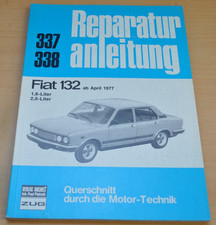 337
338
Reparatur
anleitung
Fiat 132 ab April 1977
1,6-Liter
2,0-Liter
Querschnitt
durch die Motor-Technik
ZUG